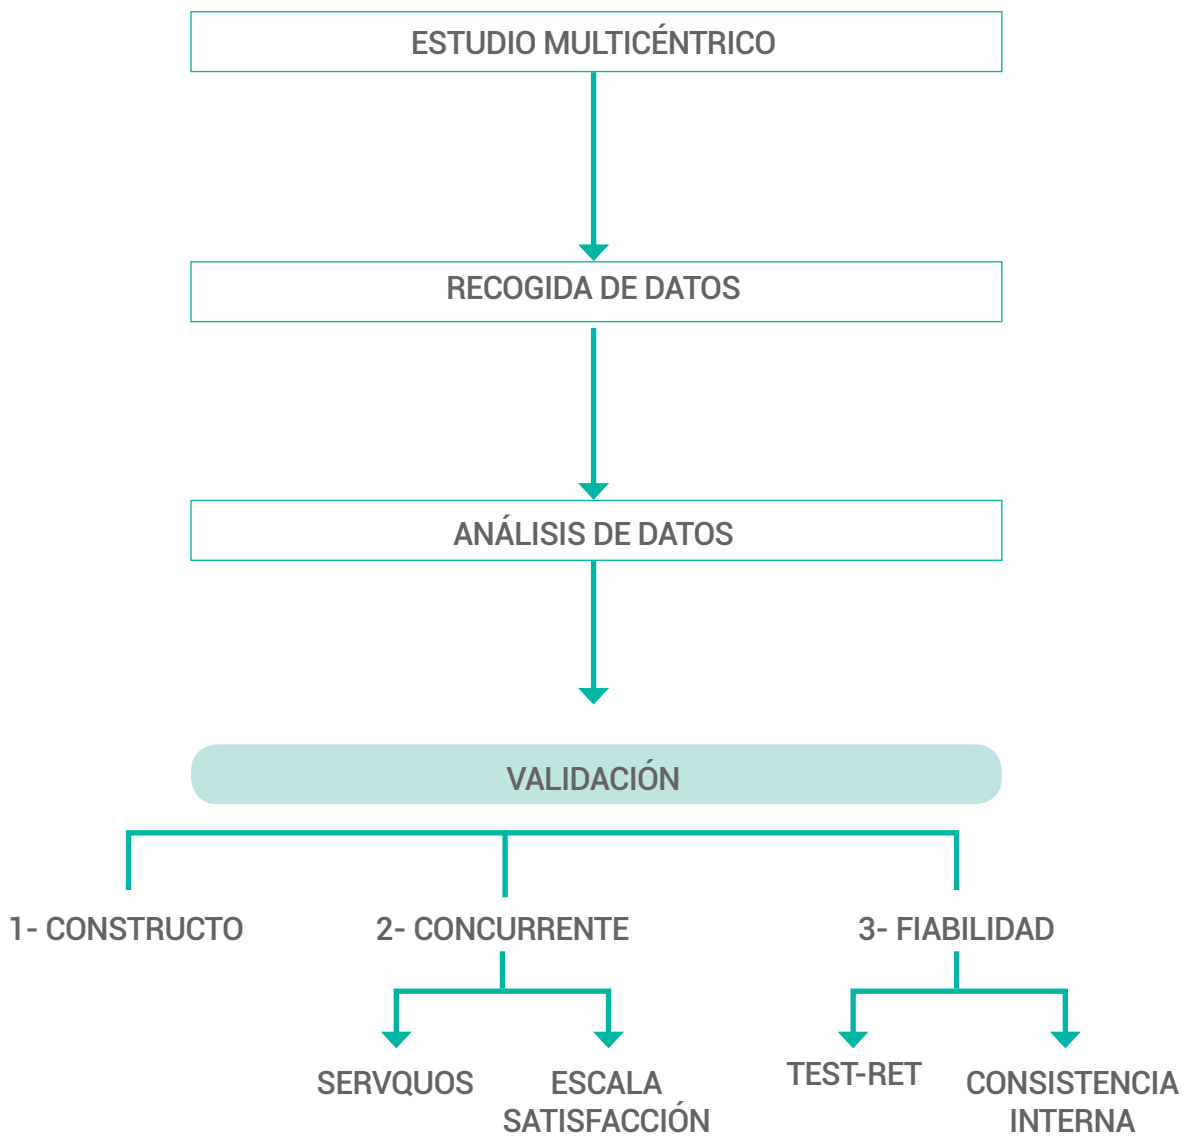 ESTUDIO MULTICÉNTRICO
RECOGIDA DE DATOS
ANÁLISIS DE DATOS
VALIDACIÓN
1- CONSTRUCTO
2- CONCURRENTE
3- FIABILIDAD
SERVQUOS
ESCALA
SATISFACCIÓN
TEST-RET
CONSISTENCIA
INTERNA